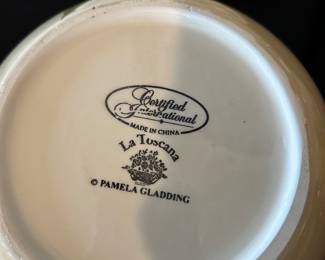 Certified
International
MADE IN CHINA
La Toscana
© PAMELA GLADDING